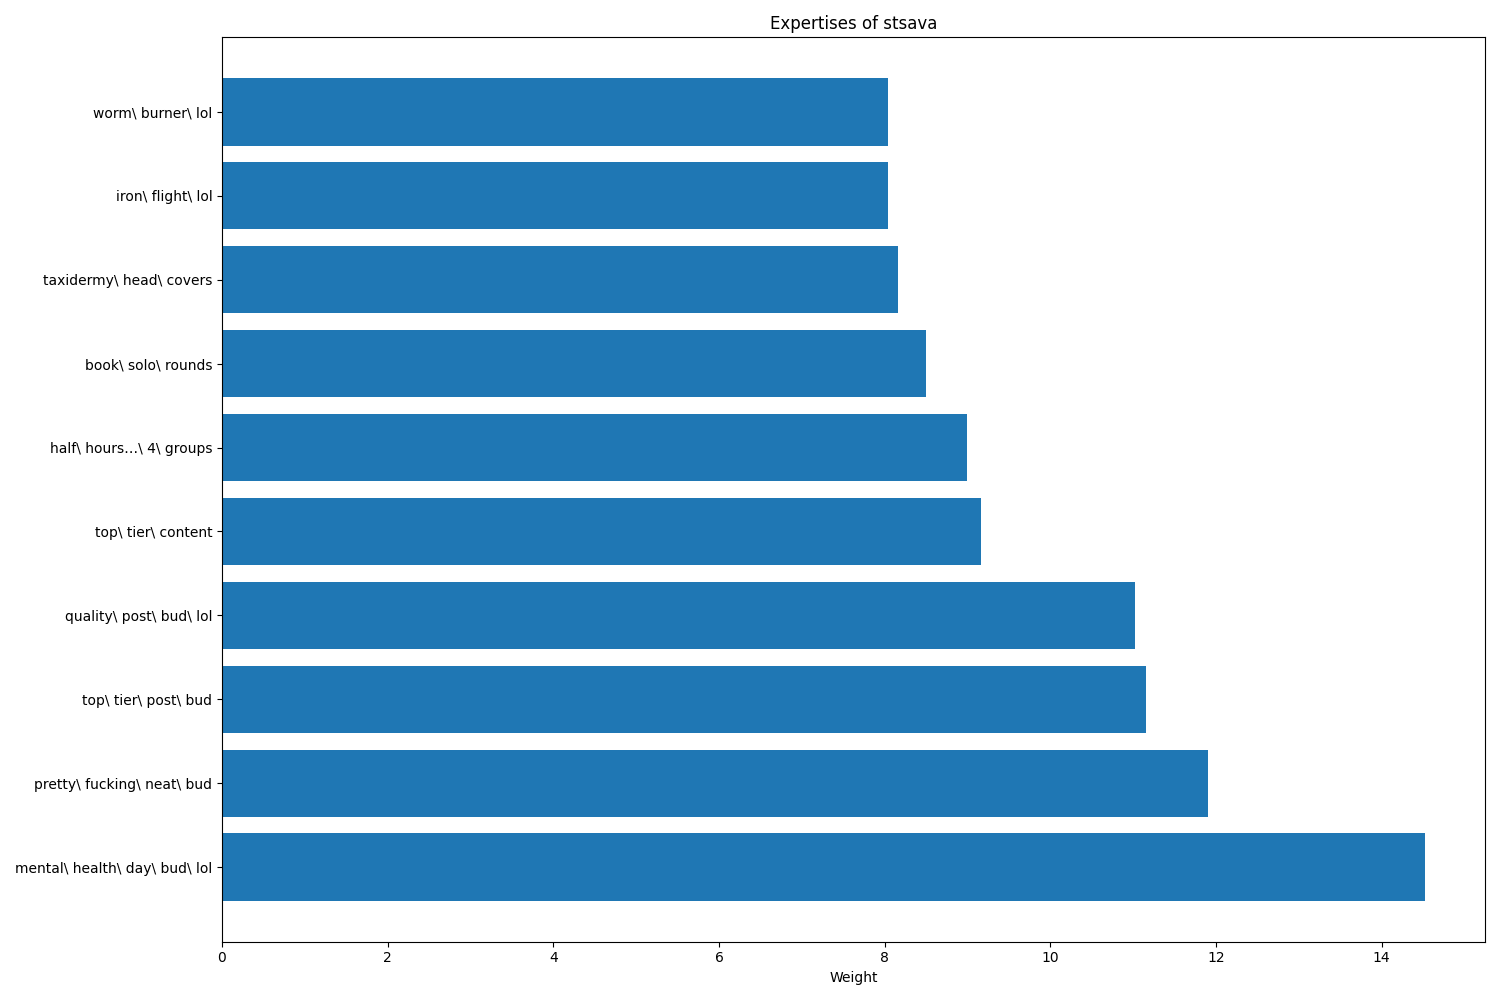 Expertises of stsava
worm\ burner\ lol
iron\ flight\ lol
taxidermy\ head\ covers
book\ solo\ rounds
half\ hours...\ 4\ groups
top\ tier\ content
quality\ post\ bud\ lol
top\ tier\ post\ bud
pretty\ fucking\ neat\ bud
mental\ health\ day\ bud\ lol
0 2 4 6 8 10 12 14
Weight